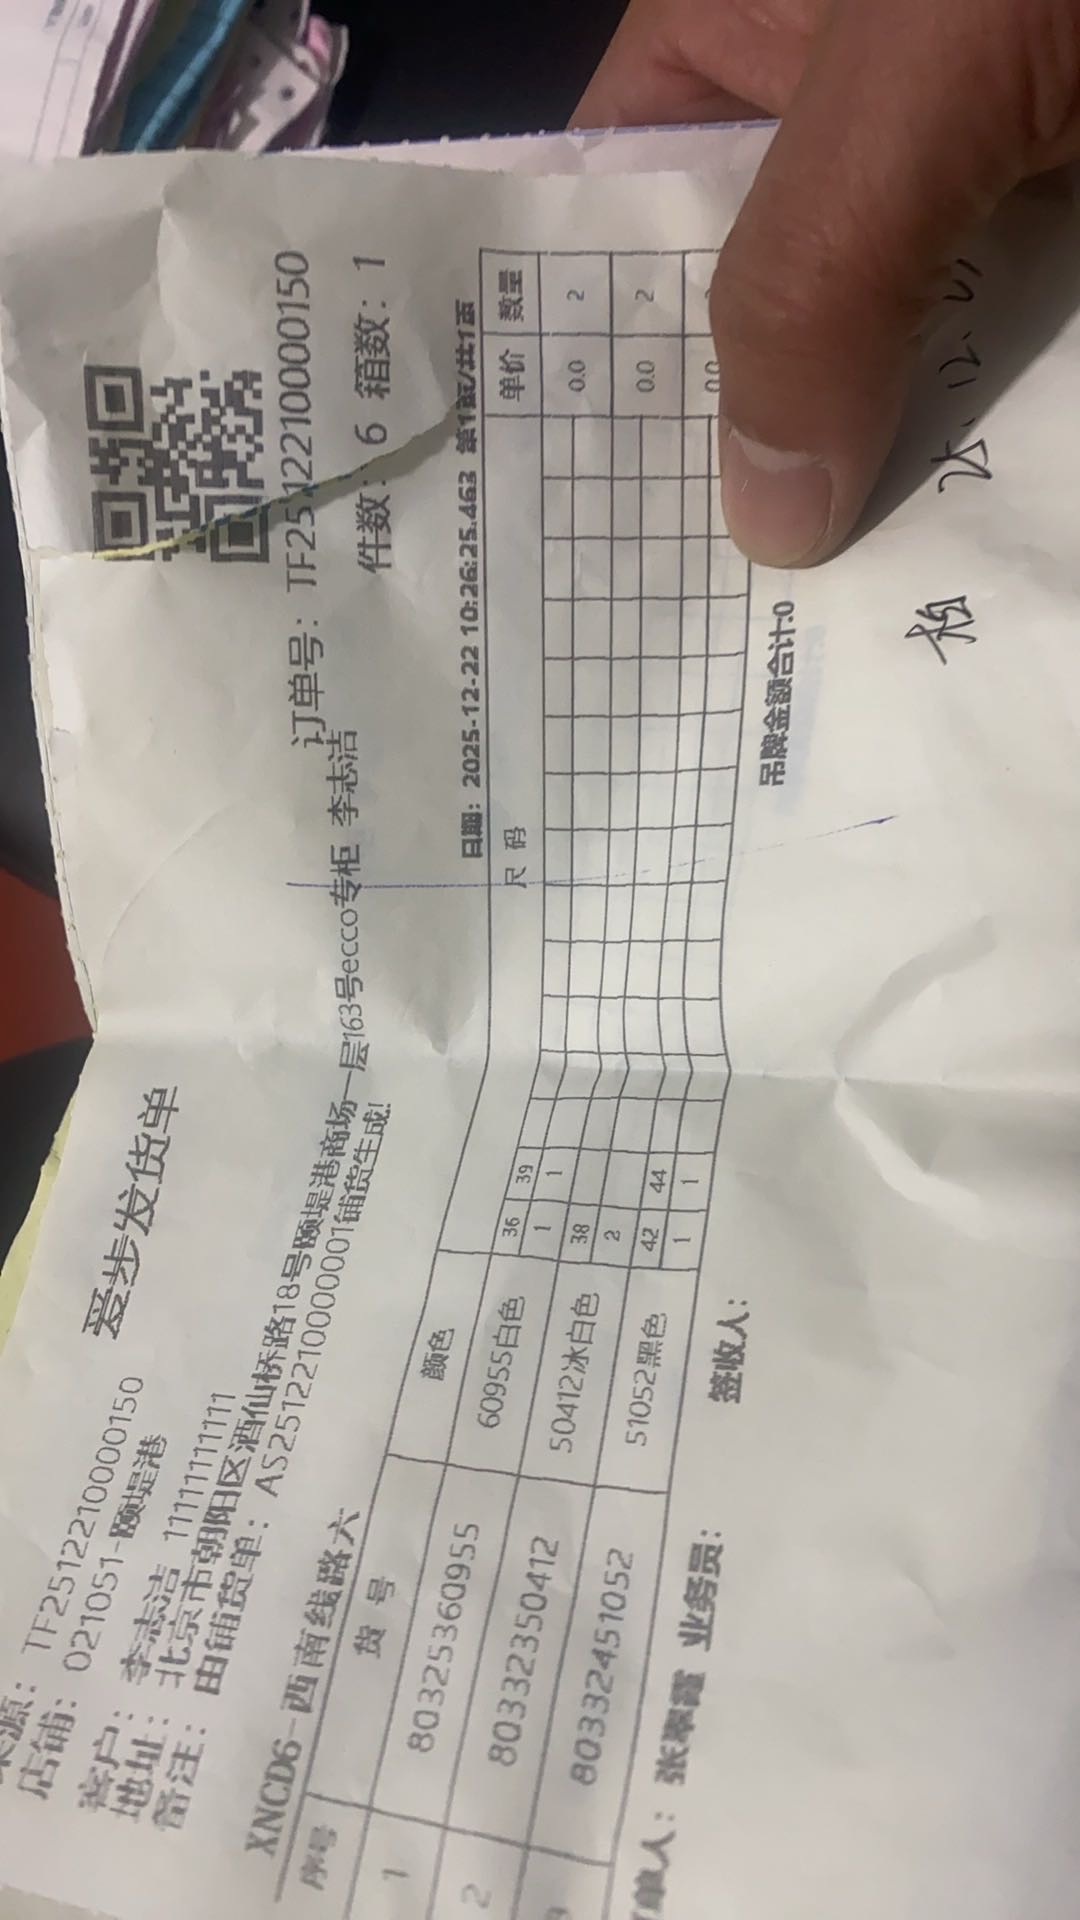 爱步发货单
来源：TF2512210000150
订单号：TF2512210000150
店铺：021051-颐堤港
件数：6 箱数：1
客户：李志洁 11111111111
地址：北京市朝阳区酒仙桥路18号颐堤港商场一层163号ecco专柜 李志洁
备注：由铺货单：AS2512210000001铺货生成!
XNCD6-西南线路六
日期：2025-12-22 10:26:25.463 第1页/共1页
序号 货号 颜色 尺码 单价 数量
36 39
1 80325360955 60955白色 1 1 0.0 2
38
2 80332350412 50412冰白色 2 0.0 2
42 44
80332451052 51052黑色 1 1 0.0
吊牌金额合计:0
单人：张翠霞 业务员： 签收人：